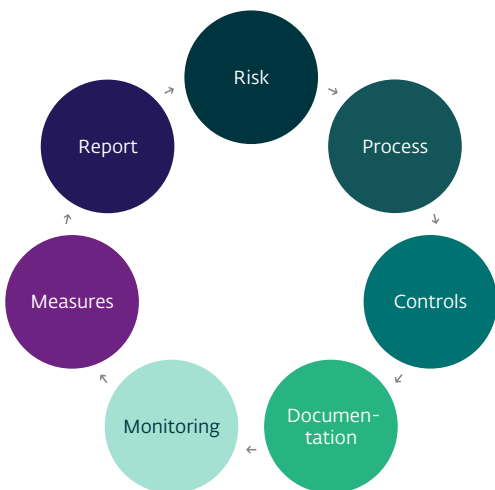 Risk
Process
Controls
Documen-
tation
Monitoring
Measures
Report